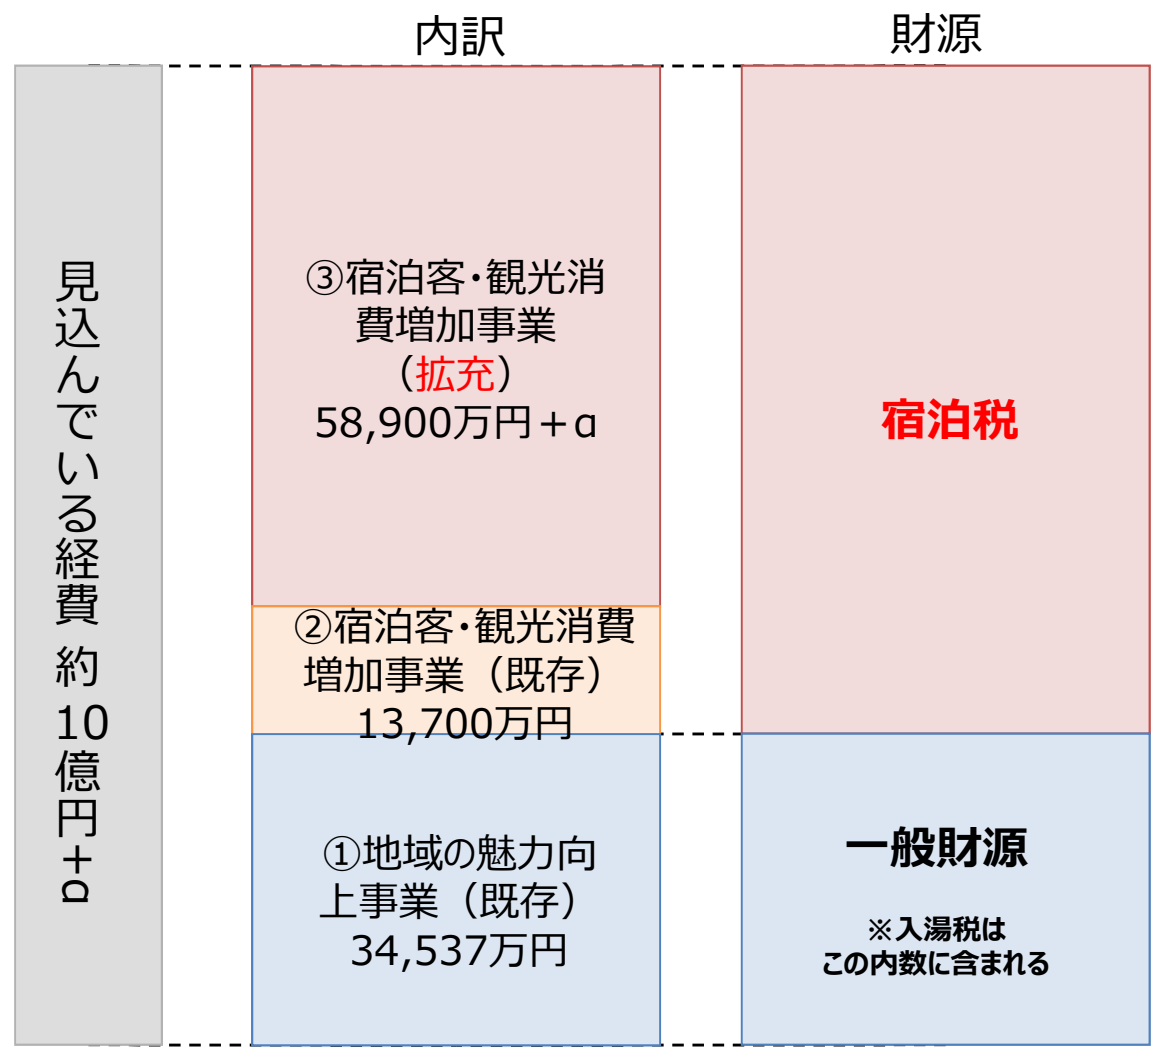 内訳
財源
見込んでいる経費 約10億円+α
③宿泊客・観光消
費増加事業
（拡充）
58,900万円＋α
②宿泊客・観光消費
増加事業（既存）
13,700万円
①地域の魅力向
上事業（既存）
34,537万円
宿泊税
一般財源
※入湯税は
この内数に含まれる